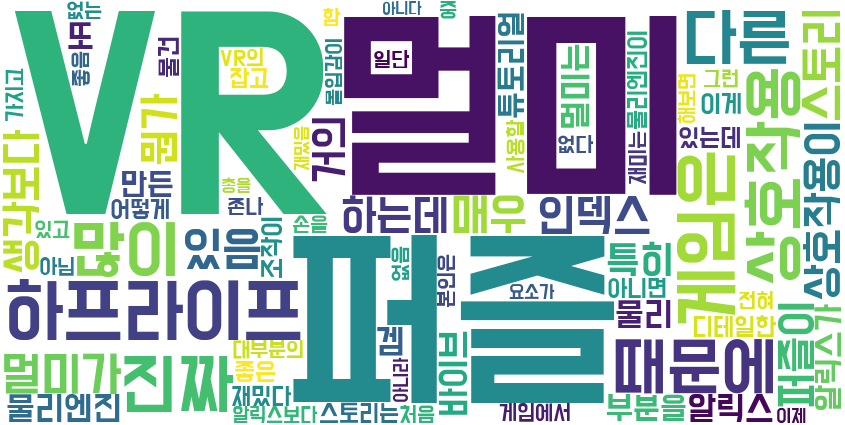 VR
멀미
퍼즐
하프라이프
진짜
많이
있음
게임은
상호작용
때문에
다른
스토리
상호작용이
퍼즐이
알릭스가
생각보다
뭔가
만든
어떻게
거의
하는데
매우
인덱스
특히
아니면
물리
멀미가
물리엔진
바이브
겜
부분을
알릭스
이제
게임에서
처음
스토리는
알릭스보다
재밌다
좋은
대부분의
아니라
본인은
없음
요소가
디테일한
전혀
조작이
손을
존나
총을
재밌음
있고
아님
가지고
좋음
없는
물건
VR의
잡고
몰입감이
함
일단
아니다
중
튜토리얼
사용할
멀미는
없다
물리엔진이
재미는
해보면
있는데
그런
이게